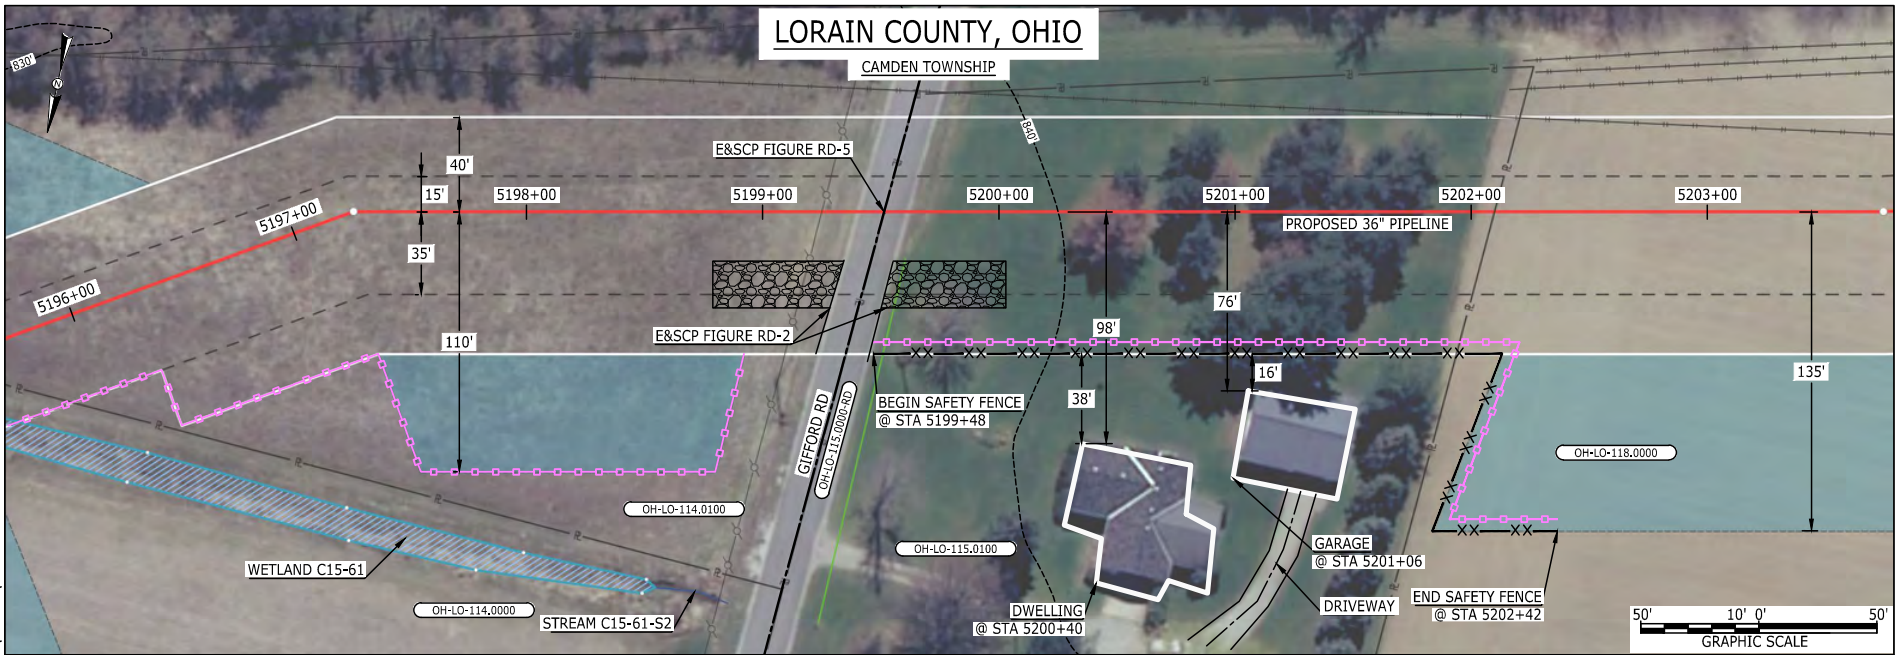 LORAIN COUNTY, OHIO
CAMDEN TOWNSHIP
830'
N
840'
E&SCP FIGURE RD-5
40'
15'
5196+00
5197+00
5198+00
5199+00
5200+00
5201+00
5202+00
5203+00
PROPOSED 36" PIPELINE
35'
76'
E&SCP FIGURE RD-2
98'
110'
16'
135'
38'
BEGIN SAFETY FENCE
@ STA 5199+48
GIFFORD RD
OH-LO-115.0000-RD
OH-LO-118.0000
OH-LO-114.0100
OH-LO-115.0100
GARAGE
@ STA 5201+06
WETLAND C15-61
OH-LO-114.0000
STREAM C15-61-S2
DWELLING
@ STA 5200+40
DRIVEWAY
END SAFETY FENCE
@ STA 5202+42
50' 10' 0' 50'
GRAPHIC SCALE